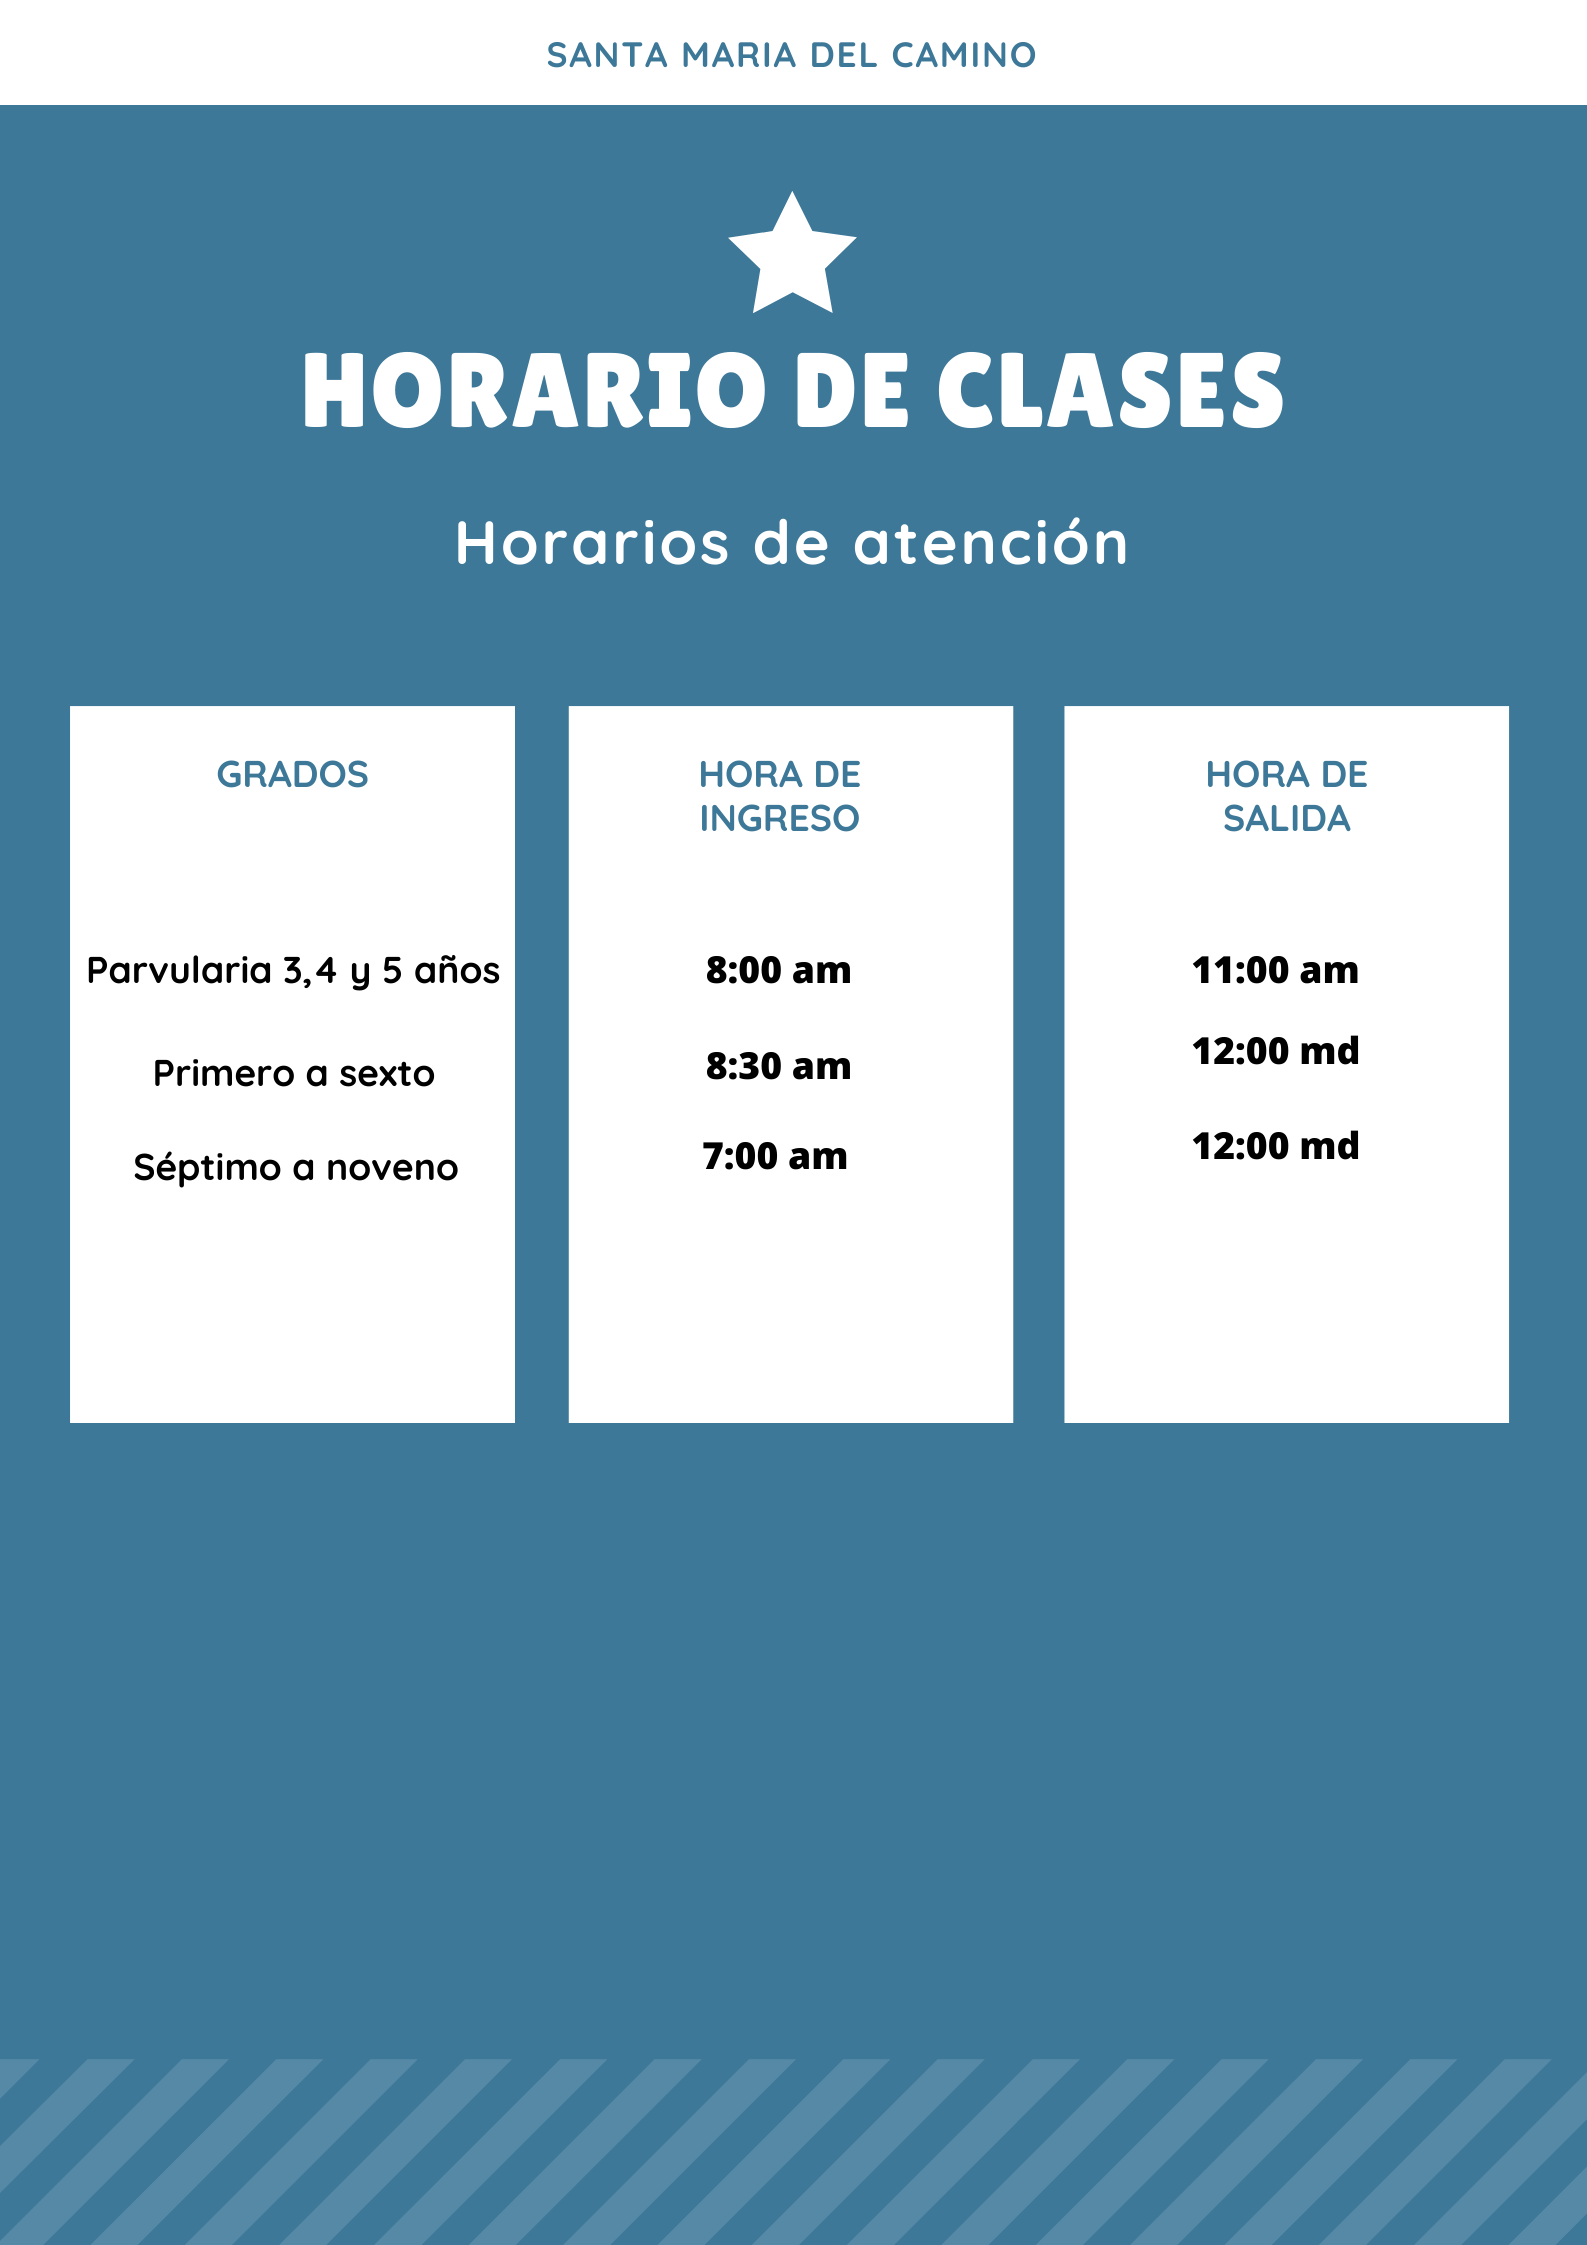 SANTA MARIA DEL CAMINO
HORARIO DE CLASES
Horarios de atención
GRADOS
Parvularia 3,4 y 5 años
Primero a sexto
Séptimo a noveno
HORA DE
INGRESO
8:00 am
8:30 am
7:00 am
HORA DE
SALIDA
11:00 am
12:00 md
12:00 md